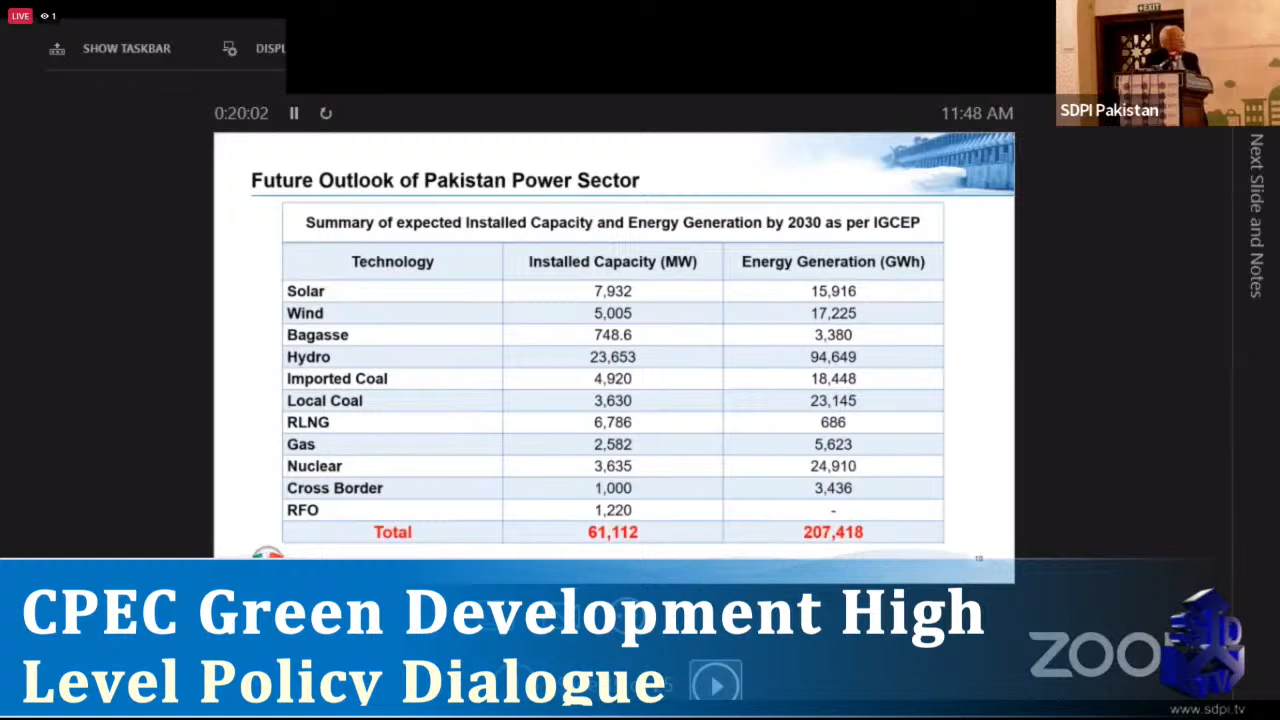 LIVE 1
SHOW TASKBAR
EXIT
SDPI Pakistan
0:20:02
11:48 AM
Next Slide and Notes
Future Outlook of Pakistan Power Sector
Summary of expected Installed Capacity and Energy Generation by 2030 as per IGCEP
Technology Installed Capacity (MW) Energy Generation (GWh)
Solar 7,932 15,916
Wind 5,005 17,225
Bagasse 748.6 3,380
Hydro 23,653 94,649
Imported Coal 4,920 18,448
Local Coal 3,630 23,145
RLNG 6,786 686
Gas 2,582 5,623
Nuclear 3,635 24,910
Cross Border 1,000 3,436
RFO 1,220 -
Total 61,112 207,418
CPEC Green Development High
Level Policy Dialogue
www.sdpi.tv